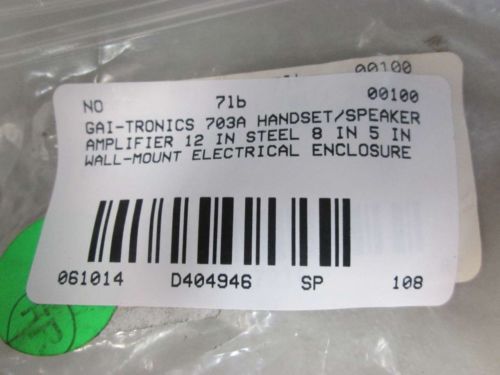 00100
NO 7lb 00100
GAI-TRONICS 703A HANDSET/SPEAKER
AMPLIFIER 12 IN STEEL 8 IN 5 IN
WALL-MOUNT ELECTRICAL ENCLOSURE
061014 D404946 SP 108